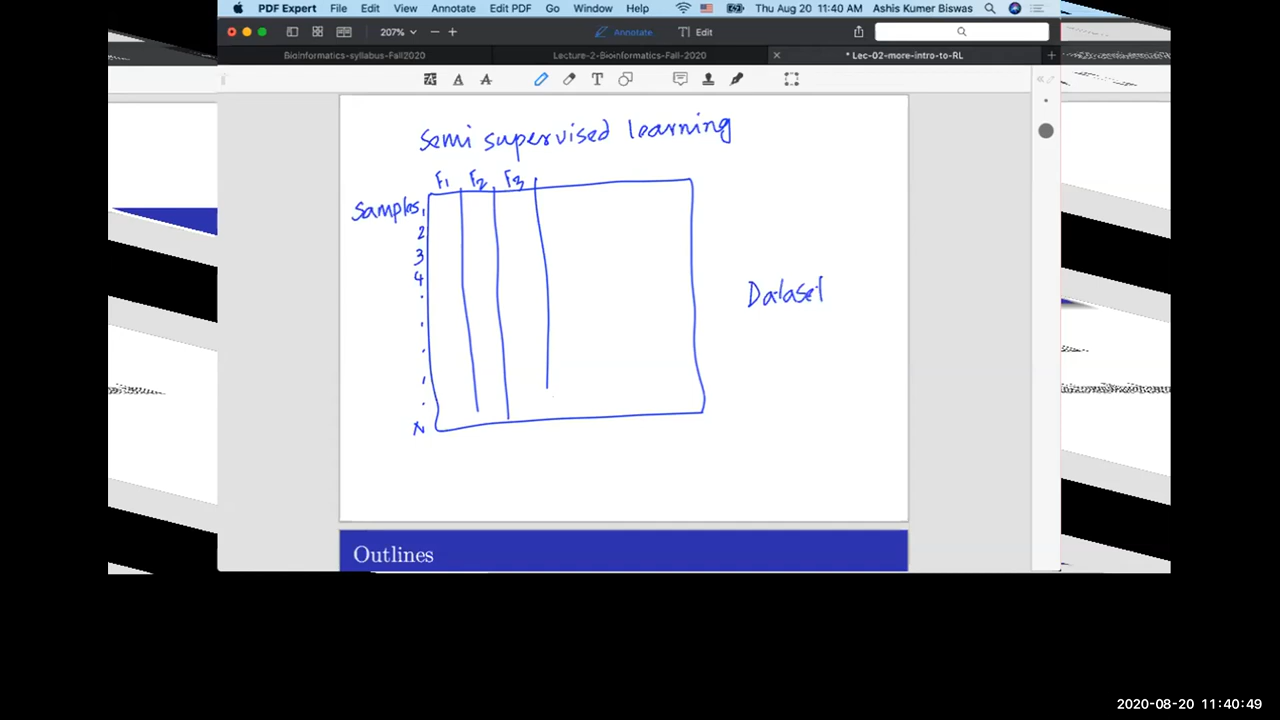 PDF Expert File Edit View Annotate Edit PDF Go Window Help Thu Aug 20 11:40 AM Ashis Kumar Biswas
207% Annotate Edit
Bioinformatics-syllabus-Fall2020 Lecture-2-Bioinformatics-Fall-2020 * Lec-02-more-intro-to-RL
Semi supervised learning
F1 F2 F3
Samples 1
2
3
4
Dataset
N
Outlines
2020-08-20 11:40:49